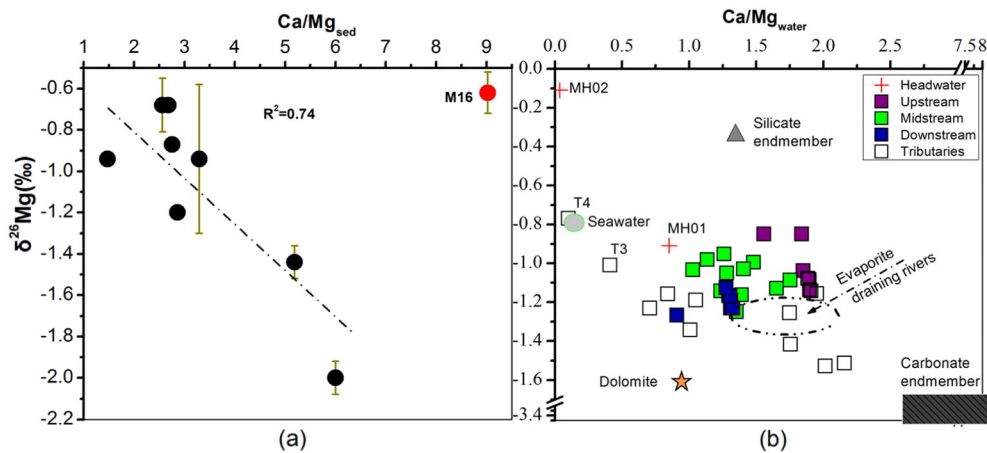 Ca/Mg sed
1 2 3 4 5 6 7 8 9
δ26Mg(‰)
-0.6
-0.8
-1.0
-1.2
-1.4
-1.6
-1.8
-2.0
-2.2
R2=0.74
M16
(a)
Ca/Mg water
0.0 0.5 1.0 1.5 2.0 2.5 7.5 8
0.0
-0.2
-0.4
-0.6
-0.8
-1.0
-1.2
-1.4
-1.6
-3.4
MH02
Silicate
endmember
Headwater
Upstream
Midstream
Downstream
Tributaries
T4
Seawater
MH01
T3
Evaporite
draining rivers
Dolomite
Carbonate
endmember
(b)